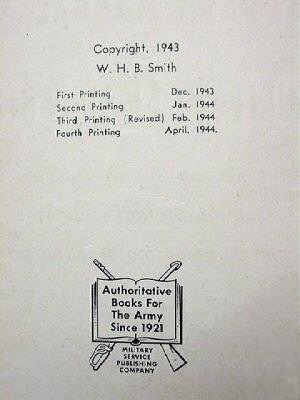 Copyright, 1943
W. H. B. Smith
First Printing Dec. 1943
Second Printing Jan. 1944
Third Printing (Revised) Feb. 1944
Fourth Printing April, 1944.
Authoritative
Books For
The Army
Since 1921
MILITARY
SERVICE
PUBLISHING
COMPANY